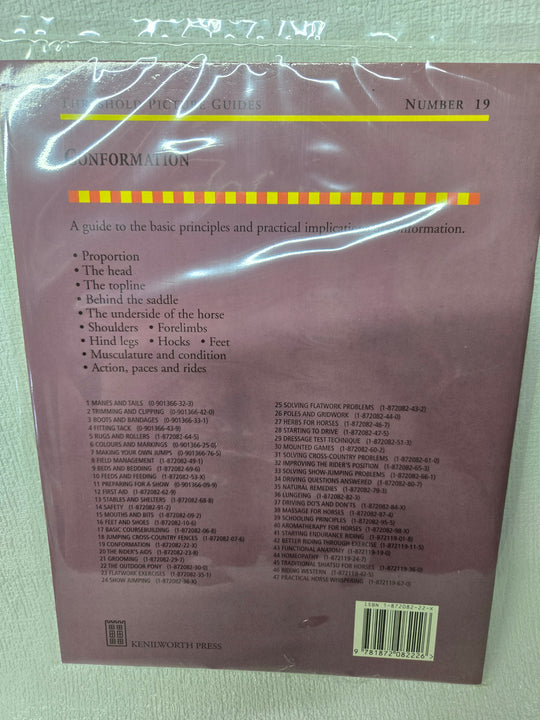 THRESHOLD PICTURE GUIDES NUMBER 19
CONFORMATION
A guide to the basic principles and practical implications of conformation.
• Proportion
• The head
• The topline
• Behind the saddle
• The underside of the horse
• Shoulders • Forelimbs
• Hind legs • Hocks • Feet
• Musculature and condition
• Action, paces and rides
1 MANES AND TAILS (0-901366-32-3)
2 TRIMMING AND CLIPPING (0-901366-42-0)
3 BOOTS AND BANDAGES (0-901366-33-1)
4 FITTING TACK (0-901366-43-9)
5 RUGS AND ROLLERS (1-872082-64-5)
6 COLOURS AND MARKINGS (0-901366-25-0)
7 MAKING YOUR OWN JUMPS (0-901366-76-5)
8 FIELD MANAGEMENT (1-872082-49-1)
9 BEDS AND BEDDING (1-872082-69-6)
10 FEEDS AND FEEDING (1-872082-53-X)
11 PREPARING FOR A SHOW (0-901366-09-9)
12 FIRST AID (1-872082-62-9)
13 STABLES AND SHELTERS (1-872082-68-8)
14 SAFETY (1-872082-91-2)
15 MOUTHS AND BITS (1-872082-09-2)
16 FEET AND SHOES (1-872082-10-6)
17 BASIC COURSEBUILDING (1-872082-06-8)
18 JUMPING CROSS-COUNTRY FENCES (1-872082-07-6)
19 CONFORMATION (1-872082-22-X)
20 THE RIDER'S AIDS (1-872082-23-8)
21 GROOMING (1-872082-29-7)
22 THE OUTDOOR PONY (1-872082-30-0)
23 FLATWORK EXERCISES (1-872082-35-1)
24 SHOW JUMPING (1-872082-36-X)
25 SOLVING FLATWORK PROBLEMS (1-872082-43-2)
26 POLES AND GRIDWORK (1-872082-44-0)
27 HERBS FOR HORSES (1-872082-46-7)
28 STARTING TO DRIVE (1-872082-47-5)
29 DRESSAGE TEST TECHNIQUE (1-872082-51-3)
30 MOUNTED GAMES (1-872082-60-2)
31 SOLVING CROSS-COUNTRY PROBLEMS (1-872082-61-0)
32 IMPROVING THE RIDER'S POSITION (1-872082-65-3)
33 SOLVING SHOW-JUMPING PROBLEMS (1-872082-66-1)
34 DRIVING QUESTIONS ANSWERED (1-872082-80-7)
35 NATURAL REMEDIES (1-872082-79-3)
36 LUNGEING (1-872082-82-3)
37 DRIVING DO'S AND DON'TS (1-872082-84-X)
38 MASSAGE FOR HORSES (1-872082-87-4)
39 SCHOOLING PRINCIPLES (1-872082-95-5)
40 AROMATHERAPY FOR HORSES (1-872082-98-X)
41 STARTING ENDURANCE RIDING (1-872119-01-8)
42 BETTER RIDING THROUGH EXERCISE (1-872119-11-5)
43 FUNCTIONAL ANATOMY (1-872119-19-0)
44 HOMEOPATHY (1-872119-24-7)
45 TRADITIONAL SHIATSU FOR HORSES (1-872119-36-0)
46 RIDING WESTERN (1-872119-42-5)
47 PRACTICAL HORSE WHISPERING (1-872119-67-0)
KENILWORTH PRESS
ISBN 1-872082-22-X
9 781872 082226 >